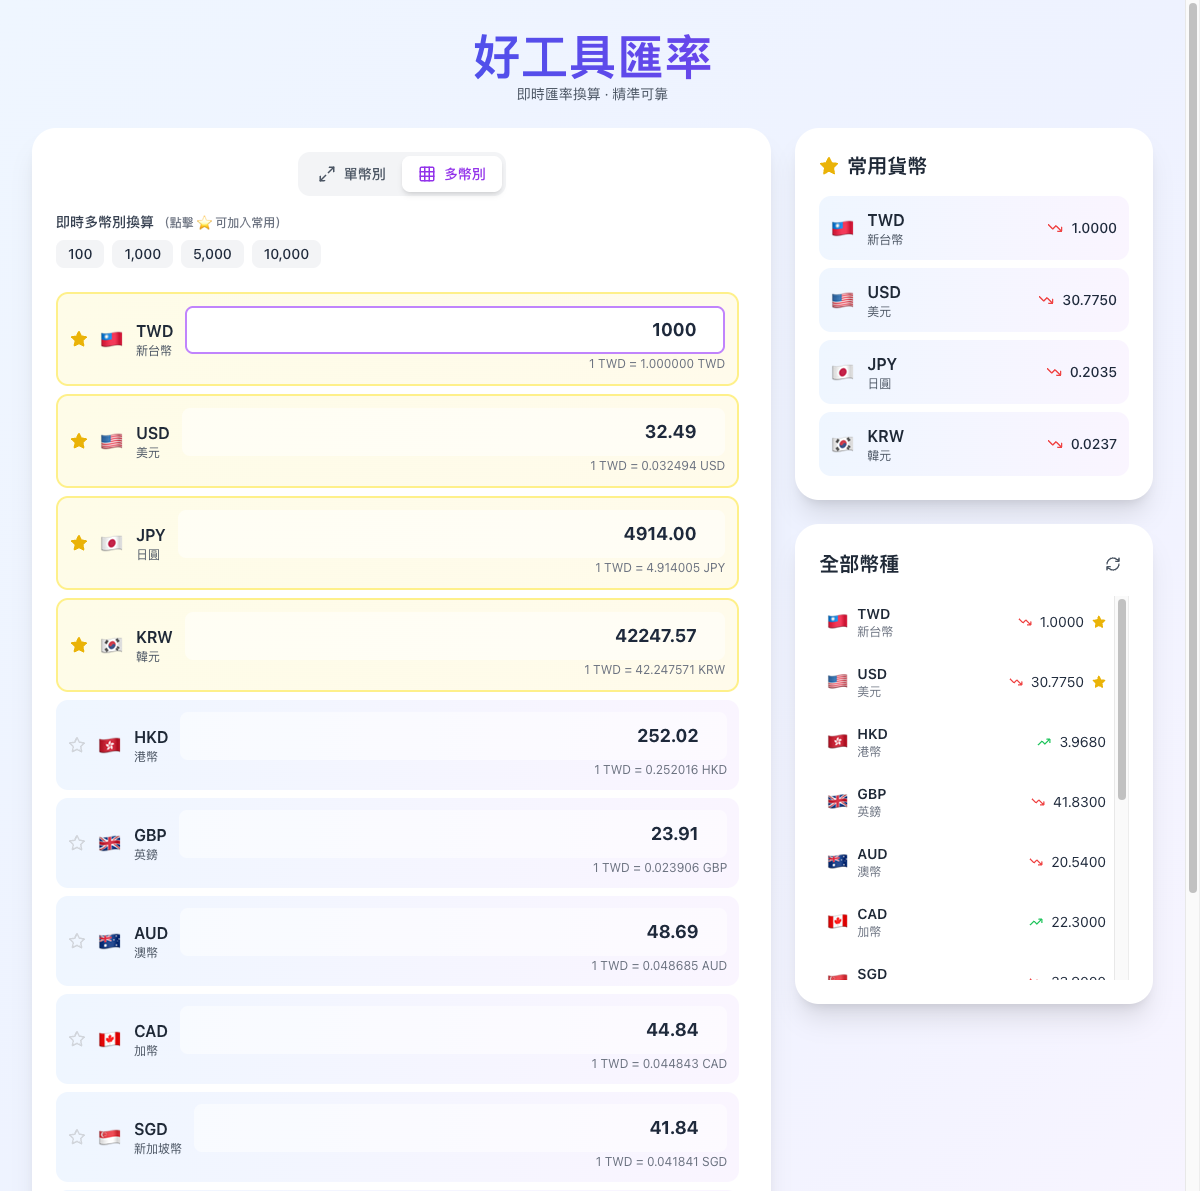 好工具匯率
即時匯率換算 · 精準可靠
單幣別
多幣別
即時多幣別換算 (點擊 ⭐ 可加入常用)
100 1,000 5,000 10,000
TWD
新台幣
1000
1 TWD = 1.000000 TWD
USD
美元
32.49
1 TWD = 0.032494 USD
JPY
日圓
4914.00
1 TWD = 4.914005 JPY
KRW
韓元
42247.57
1 TWD = 42.247571 KRW
HKD
港幣
252.02
1 TWD = 0.252016 HKD
GBP
英鎊
23.91
1 TWD = 0.023906 GBP
AUD
澳幣
48.69
1 TWD = 0.048685 AUD
CAD
加幣
44.84
1 TWD = 0.044843 CAD
SGD
新加坡幣
41.84
1 TWD = 0.041841 SGD
常用貨幣
TWD
新台幣
1.0000
USD
美元
30.7750
JPY
日圓
0.2035
KRW
韓元
0.0237
全部幣種
TWD
新台幣
1.0000
USD
美元
30.7750
HKD
港幣
3.9680
GBP
英鎊
41.8300
AUD
澳幣
20.5400
CAD
加幣
22.3000
SGD